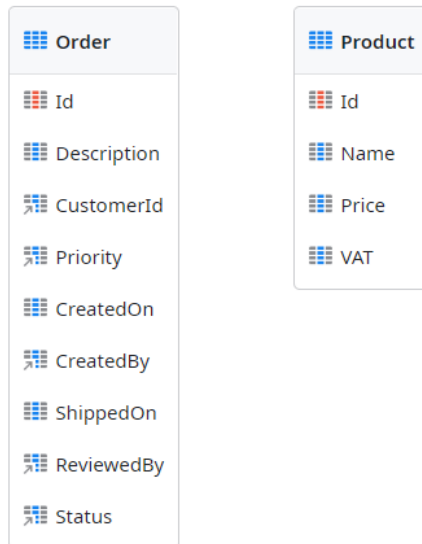 Order
Id
Description
CustomerId
Priority
CreatedOn
CreatedBy
ShippedOn
ReviewedBy
Status
Product
Id
Name
Price
VAT